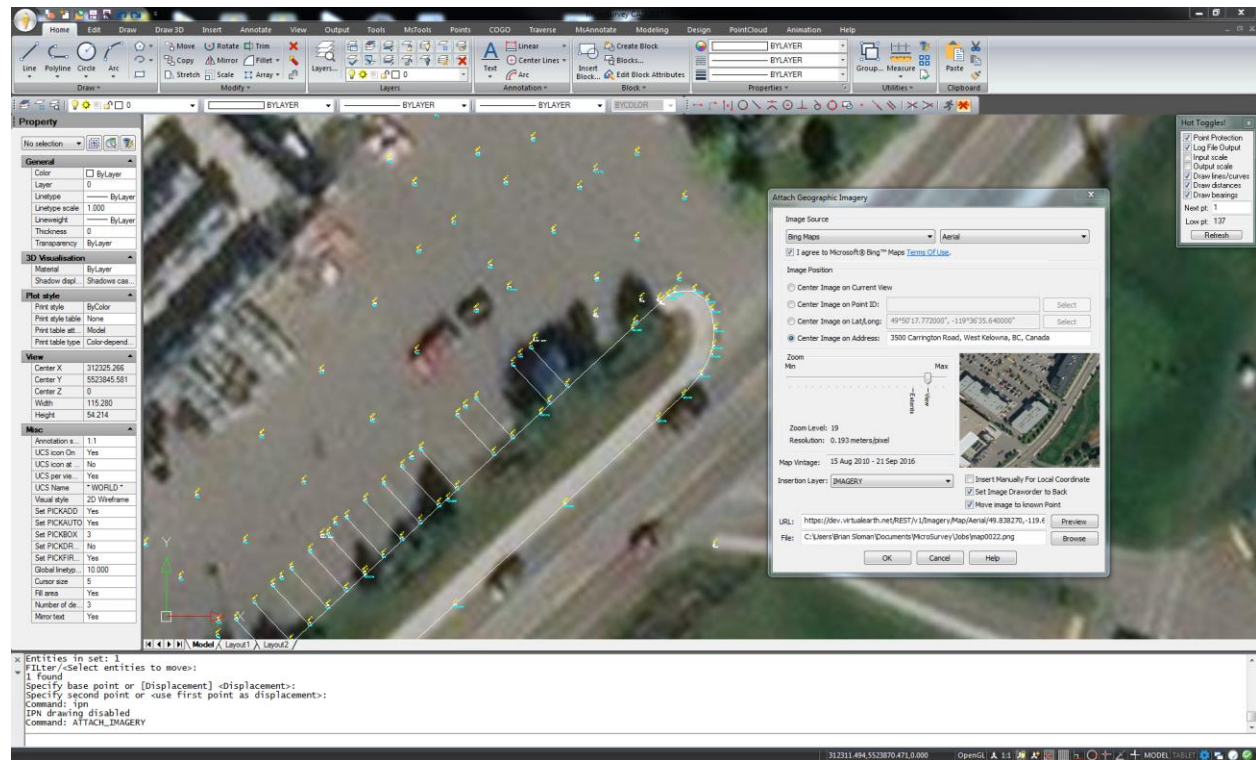 Home Edit Draw Draw 3D Insert Annotate View Output Tools McTools Points COGO Traverse MsAnnotate Modeling Design PointCloud Animation Help
Line Polyline Circle Arc
Move Rotate Trim
Copy Mirror Fillet
Stretch Scale Array
Layers...
0
Text
Linear
Center Lines
Arc
Insert Block...
Create Block
Blocks...
Edit Block Attributes
BYLAYER
BYLAYER
BYLAYER
Group... Measure
Paste
Draw Modify Layers Annotation Block Properties Utilities Clipboard
0 BYLAYER BYLAYER BYLAYER BYCOLOR
Property
No selection
General
Color ByLayer
Layer 0
Linetype ByLayer
Linetype scale 1.000
Lineweight ByLayer
Thickness 0
Transparency ByLayer
3D Visualisation
Material ByLayer
Shadow displ... Shadows cas...
Plot style
Print style ByColor
Print style table None
Print table att... Model
Print table type Color-depend...
View
Center X 312325.266
Center Y 5523845.581
Center Z 0
Width 115.280
Height 54.214
Misc
Annotation s... 1:1
UCS icon On Yes
UCS icon at ... No
UCS per vie... Yes
UCS Name *WORLD*
Visual style 2D Wireframe
Set PICKADD Yes
Set PICKAUTO Yes
Set PICKBOX 3
Set PICKDR... No
Set PICKFIR... Yes
Global linetyp... 10.000
Cursor size 5
Fill area Yes
Number of de... 3
Mirror text Yes
Y
X
Hot Toggles!
Point Protection
Log File Output
Input scale
Output scale
Draw lines/curves
Draw distances
Draw bearings
Next pt: 1
Low pt: 137
Refresh
Attach Geographic Imagery
Image Source
Bing Maps Aerial
I agree to Microsoft® Bing™ Maps Terms Of Use.
Image Position
Center Image on Current View
Center Image on Point ID: Select
Center Image on Lat/Long: 49°50'17.772000", -119°36'35.640000" Select
Center Image on Address: 3500 Carrington Road, West Kelowna, BC, Canada
Zoom
Min Max
Extents
View
Zoom Level: 19
Resolution: 0.193 meters/pixel
Map Vintage: 15 Aug 2010 - 21 Sep 2016
Insertion Layer: IMAGERY
Insert Manually For Local Coordinate
Set Image Draworder to Back
Move image to known Point
URL: https://dev.virtualearth.net/REST/v1/Imagery/Map/Aerial/49.838270,-119.6 Preview
File: C:\Users\Brian Sloman\Documents\MicroSurvey\Jobs\map0022.png Browse
OK Cancel Help
Model Layout1 Layout2
Entities in set: 1
FILter/<Select entities to move>:
1 found
Specify base point or [Displacement] <Displacement>:
Specify second point or <use first point as displacement>:
Command: ipn
IPN drawing disabled
Command: ATTACH_IMAGERY
312311.494,5523870.471,0.000 OpenGL 1:1 MODEL TABLET